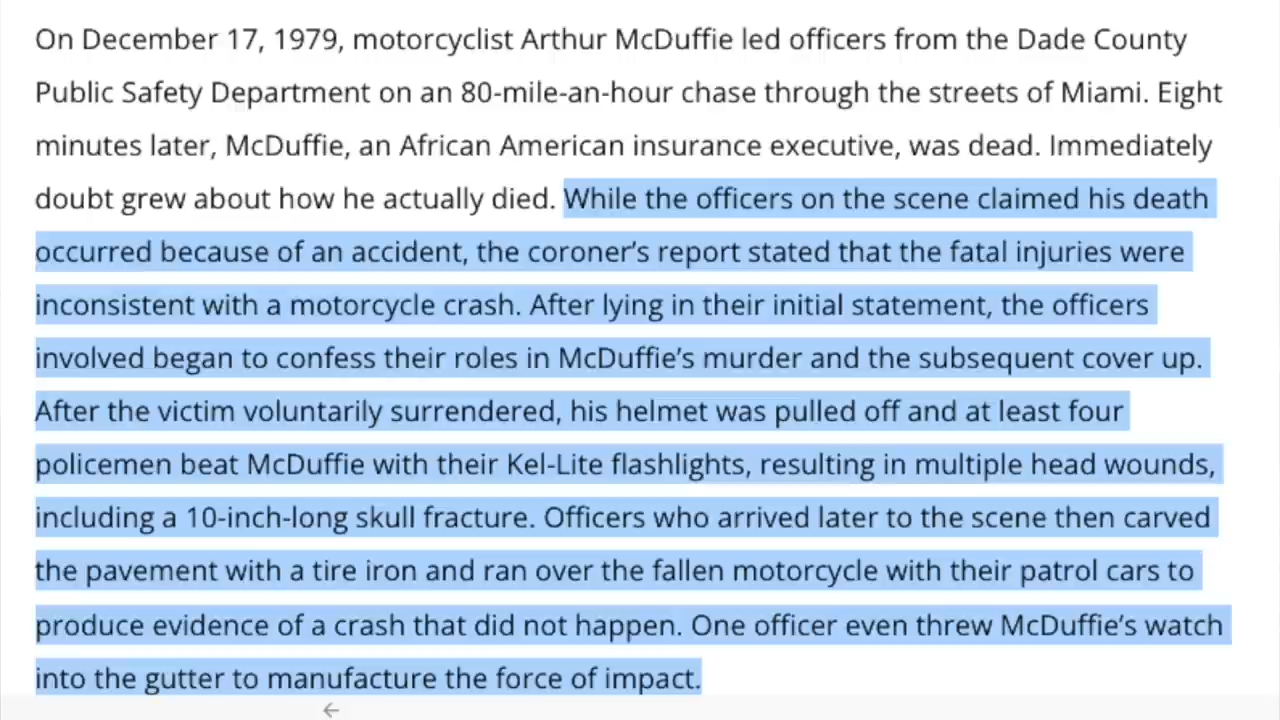 On December 17, 1979, motorcyclist Arthur McDuffie led officers from the Dade County
Public Safety Department on an 80-mile-an-hour chase through the streets of Miami. Eight
minutes later, McDuffie, an African American insurance executive, was dead. Immediately
doubt grew about how he actually died. While the officers on the scene claimed his death
occurred because of an accident, the coroner’s report stated that the fatal injuries were
inconsistent with a motorcycle crash. After lying in their initial statement, the officers
involved began to confess their roles in McDuffie’s murder and the subsequent cover up.
After the victim voluntarily surrendered, his helmet was pulled off and at least four
policemen beat McDuffie with their Kel-Lite flashlights, resulting in multiple head wounds,
including a 10-inch-long skull fracture. Officers who arrived later to the scene then carved
the pavement with a tire iron and ran over the fallen motorcycle with their patrol cars to
produce evidence of a crash that did not happen. One officer even threw McDuffie’s watch
into the gutter to manufacture the force of impact.